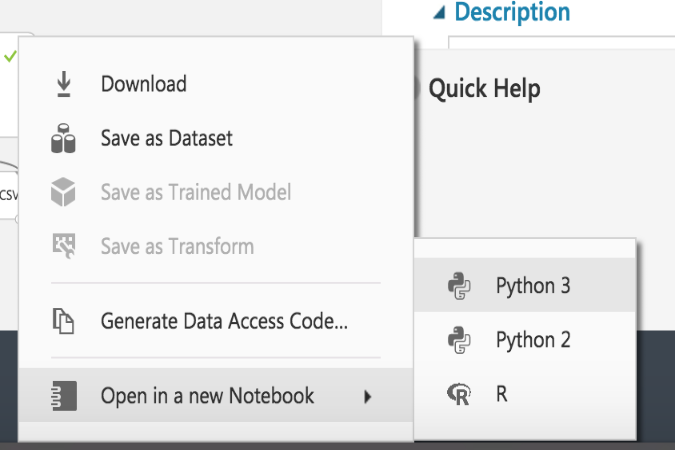 Description
Quick Help
Download
Save as Dataset
Save as Trained Model
Save as Transform
Generate Data Access Code...
Open in a new Notebook
Python 3
Python 2
R
csv